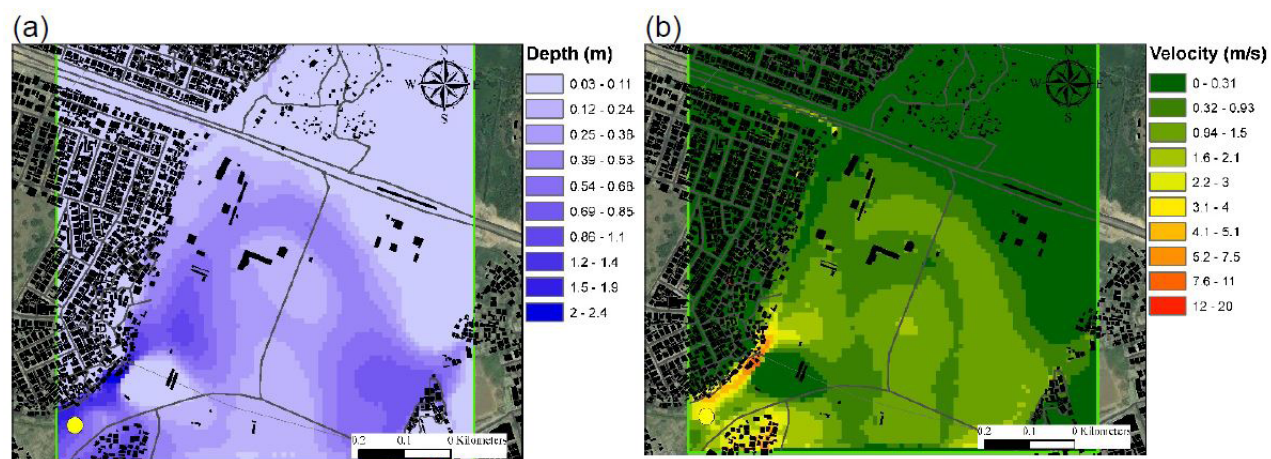 (a)
Depth (m)
0.03 - 0.11
0.12 - 0.24
0.25 - 0.38
0.39 - 0.53
0.54 - 0.68
0.69 - 0.85
0.86 - 1.1
1.2 - 1.4
1.5 - 1.9
2 - 2.4
N
W
E
S
0.2 0.1 0 Kilometers
(b)
Velocity (m/s)
0 - 0.31
0.32 - 0.93
0.94 - 1.5
1.6 - 2.1
2.2 - 3
3.1 - 4
4.1 - 5.1
5.2 - 7.5
7.6 - 11
12 - 20
N
W
E
S
0.2 0.1 0 Kilometers